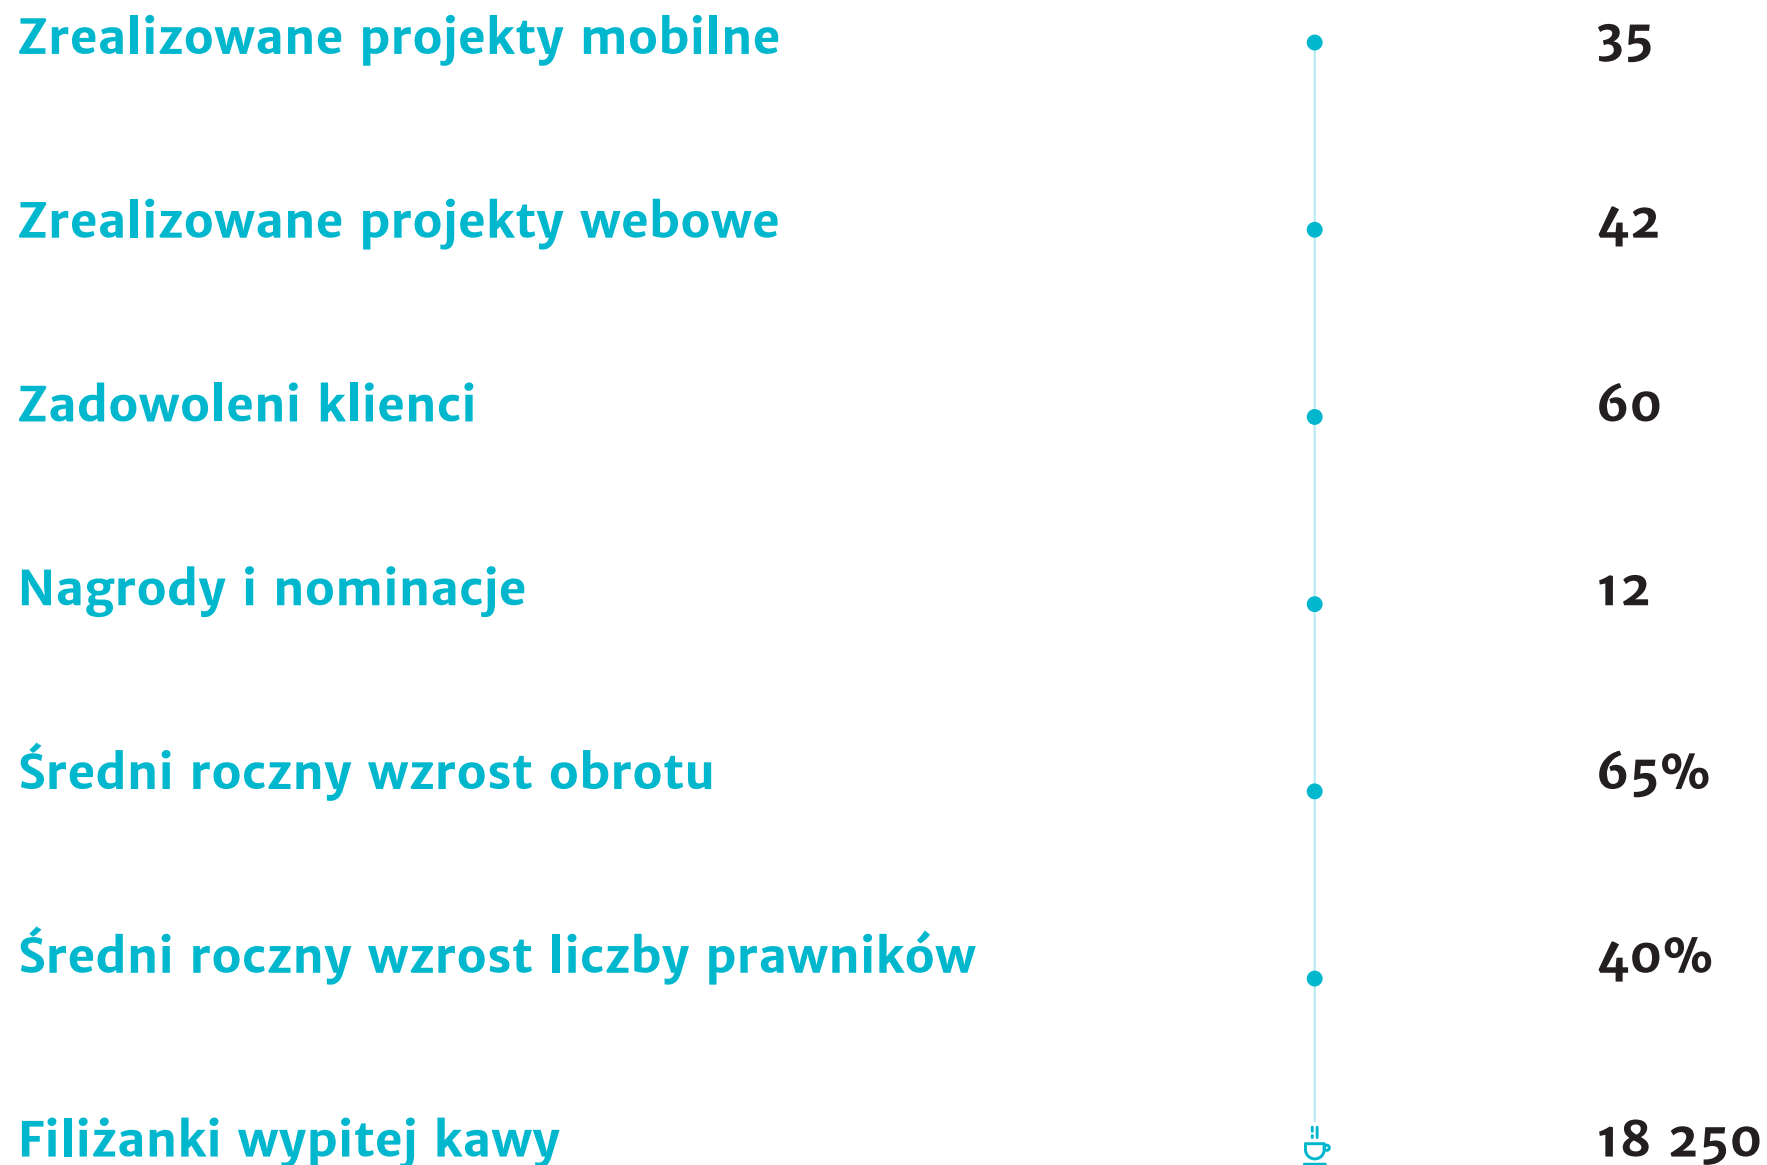 Zrealizowane projekty mobilne 35
Zrealizowane projekty webowe 42
Zadowoleni klienci 60
Nagrody i nominacje 12
Średni roczny wzrost obrotu 65%
Średni roczny wzrost liczby prawników 40%
Filiżanki wypitej kawy 18 250